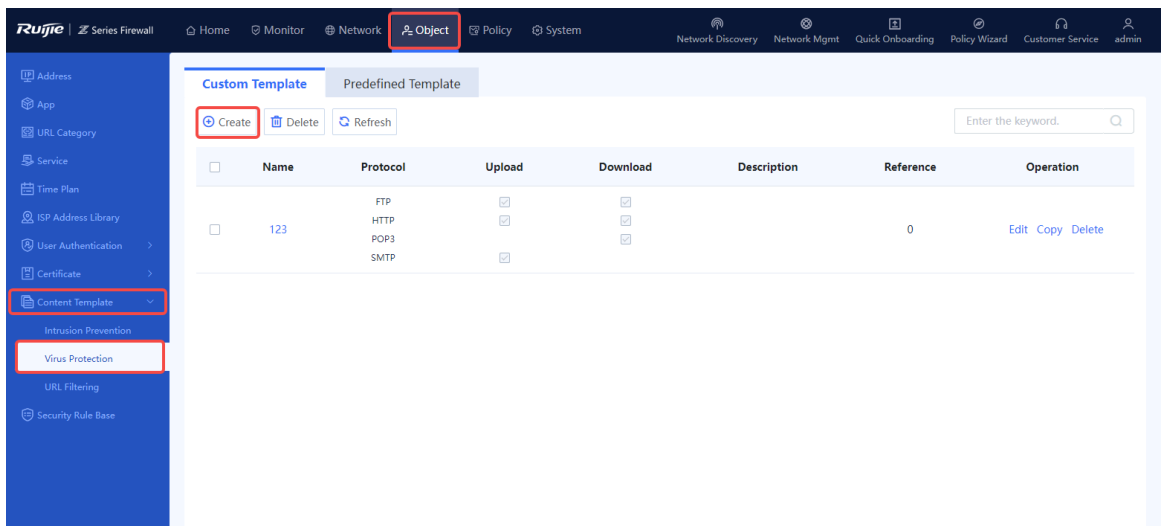 Ruijie | Z Series Firewall
Home Monitor Network Object Policy System
Network Discovery Network Mgmt Quick Onboarding Policy Wizard Customer Service admin
Address
App
URL Category
Service
Time Plan
ISP Address Library
User Authentication
Certificate
Content Template
Intrusion Prevention
Virus Protection
URL Filtering
Security Rule Base
Custom Template Predefined Template
Create Delete Refresh Enter the keyword.
Name Protocol Upload Download Description Reference Operation
FTP
HTTP
123 0 Edit Copy Delete
POP3
SMTP